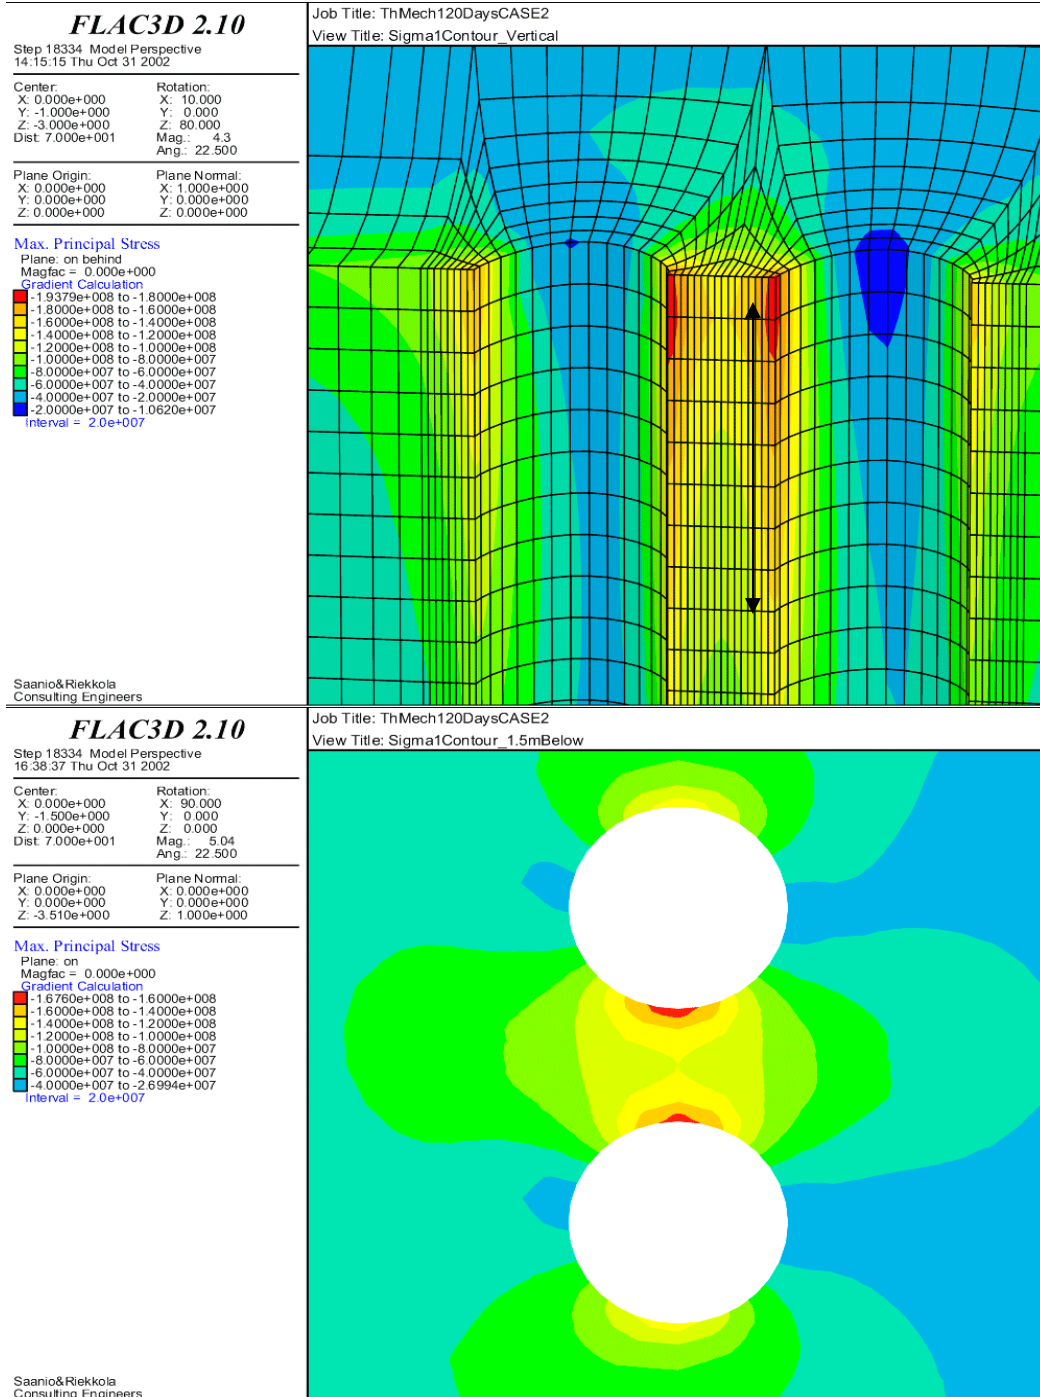 FLAC3D 2.10
Step 18334 Model Perspective
14:15:15 Thu Oct 31 2002
Center:
X: 0.000e+000
Y: -1.000e+000
Z: -3.000e+000
Dist: 7.000e+001
Rotation:
X: 10.000
Y: 0.000
Z: 80.000
Mag.: 4.3
Ang.: 22.500
Plane Origin:
X: 0.000e+000
Y: 0.000e+000
Z: 0.000e+000
Plane Normal:
X: 1.000e+000
Y: 0.000e+000
Z: 0.000e+000
Max. Principal Stress
Plane: on behind
Magfac = 0.000e+000
Gradient Calculation
-1.9379e+008 to -1.8000e+008
-1.8000e+008 to -1.6000e+008
-1.6000e+008 to -1.4000e+008
-1.4000e+008 to -1.2000e+008
-1.2000e+008 to -1.0000e+008
-1.0000e+008 to -8.0000e+007
-8.0000e+007 to -6.0000e+007
-6.0000e+007 to -4.0000e+007
-4.0000e+007 to -2.0000e+007
-2.0000e+007 to -1.0620e+007
Interval = 2.0e+007
Saanio&Riekkola
Consulting Engineers
Job Title: ThMech120DaysCASE2
View Title: Sigma1Contour_Vertical
FLAC3D 2.10
Step 18334 Model Perspective
16:38:37 Thu Oct 31 2002
Center:
X: 0.000e+000
Y: -1.500e+000
Z: 0.000e+000
Dist: 7.000e+001
Rotation:
X: 90.000
Y: 0.000
Z: 0.000
Mag.: 5.04
Ang.: 22.500
Plane Origin:
X: 0.000e+000
Y: 0.000e+000
Z: -3.510e+000
Plane Normal:
X: 0.000e+000
Y: 0.000e+000
Z: 1.000e+000
Max. Principal Stress
Plane: on
Magfac = 0.000e+000
Gradient Calculation
-1.6760e+008 to -1.6000e+008
-1.6000e+008 to -1.4000e+008
-1.4000e+008 to -1.2000e+008
-1.2000e+008 to -1.0000e+008
-1.0000e+008 to -8.0000e+007
-8.0000e+007 to -6.0000e+007
-6.0000e+007 to -4.0000e+007
-4.0000e+007 to -2.6994e+007
Interval = 2.0e+007
Saanio&Riekkola
Consulting Engineers
Job Title: ThMech120DaysCASE2
View Title: Sigma1Contour_1.5mBelow